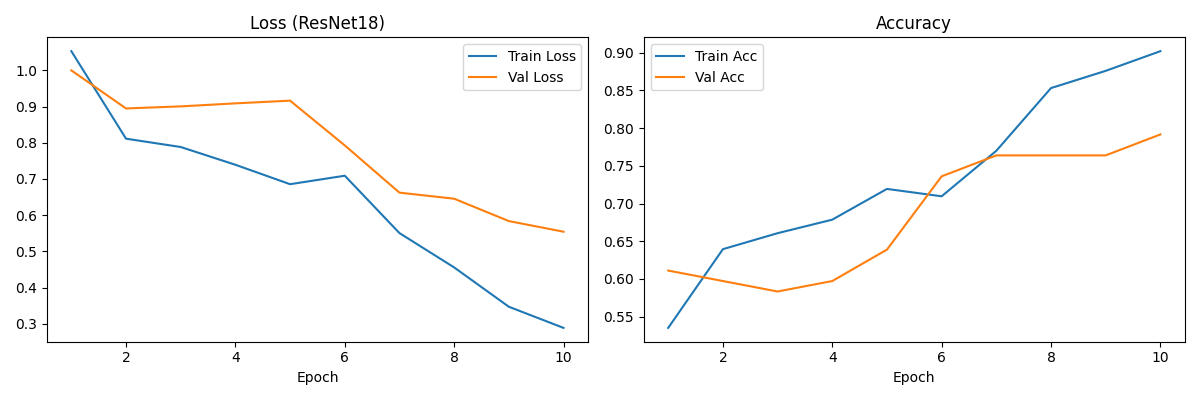 Loss (ResNet18)
Train Loss
Val Loss
1.0
0.9
0.8
0.7
0.6
0.5
0.4
0.3
2 4 6 8 10
Epoch
Accuracy
Train Acc
Val Acc
0.90
0.85
0.80
0.75
0.70
0.65
0.60
0.55
2 4 6 8 10
Epoch